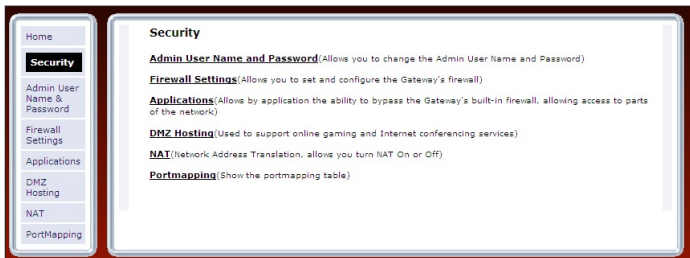 Home
Security
Admin User
Name &
Password
Firewall
Settings
Applications
DMZ
Hosting
NAT
PortMapping
Security
Admin User Name and Password(Allows you to change the Admin User Name and Password)
Firewall Settings(Allows you to set and configure the Gateway's firewall)
Applications(Allows by application the ability to bypass the Gateway's built-in firewall, allowing access to parts
of the network)
DMZ Hosting(Used to support online gaming and Internet conferencing services)
NAT(Network Address Translation, allows you turn NAT On or Off)
Portmapping(Show the portmapping table)